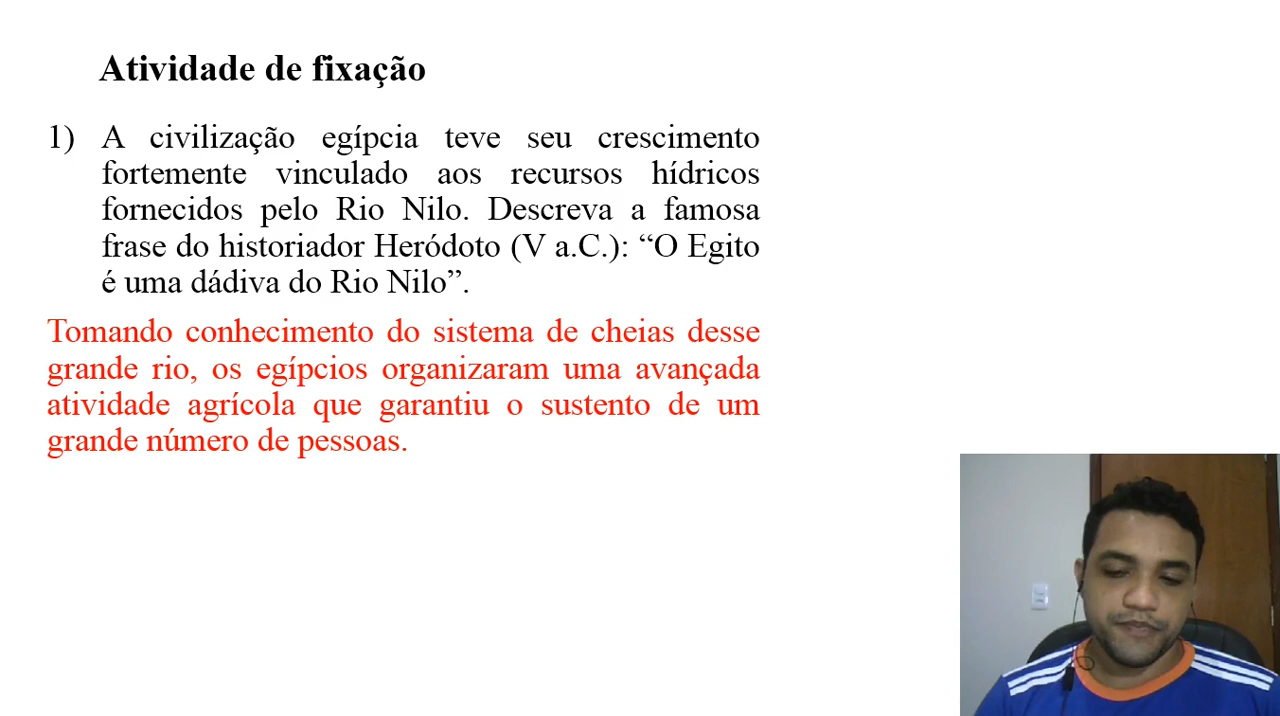 Atividade de fixação
1) A civilização egípcia teve seu crescimento
fortemente vinculado aos recursos hídricos
fornecidos pelo Rio Nilo. Descreva a famosa
frase do historiador Heródoto (V a.C.): “O Egito
é uma dádiva do Rio Nilo”.
Tomando conhecimento do sistema de cheias desse
grande rio, os egípcios organizaram uma avançada
atividade agrícola que garantiu o sustento de um
grande número de pessoas.